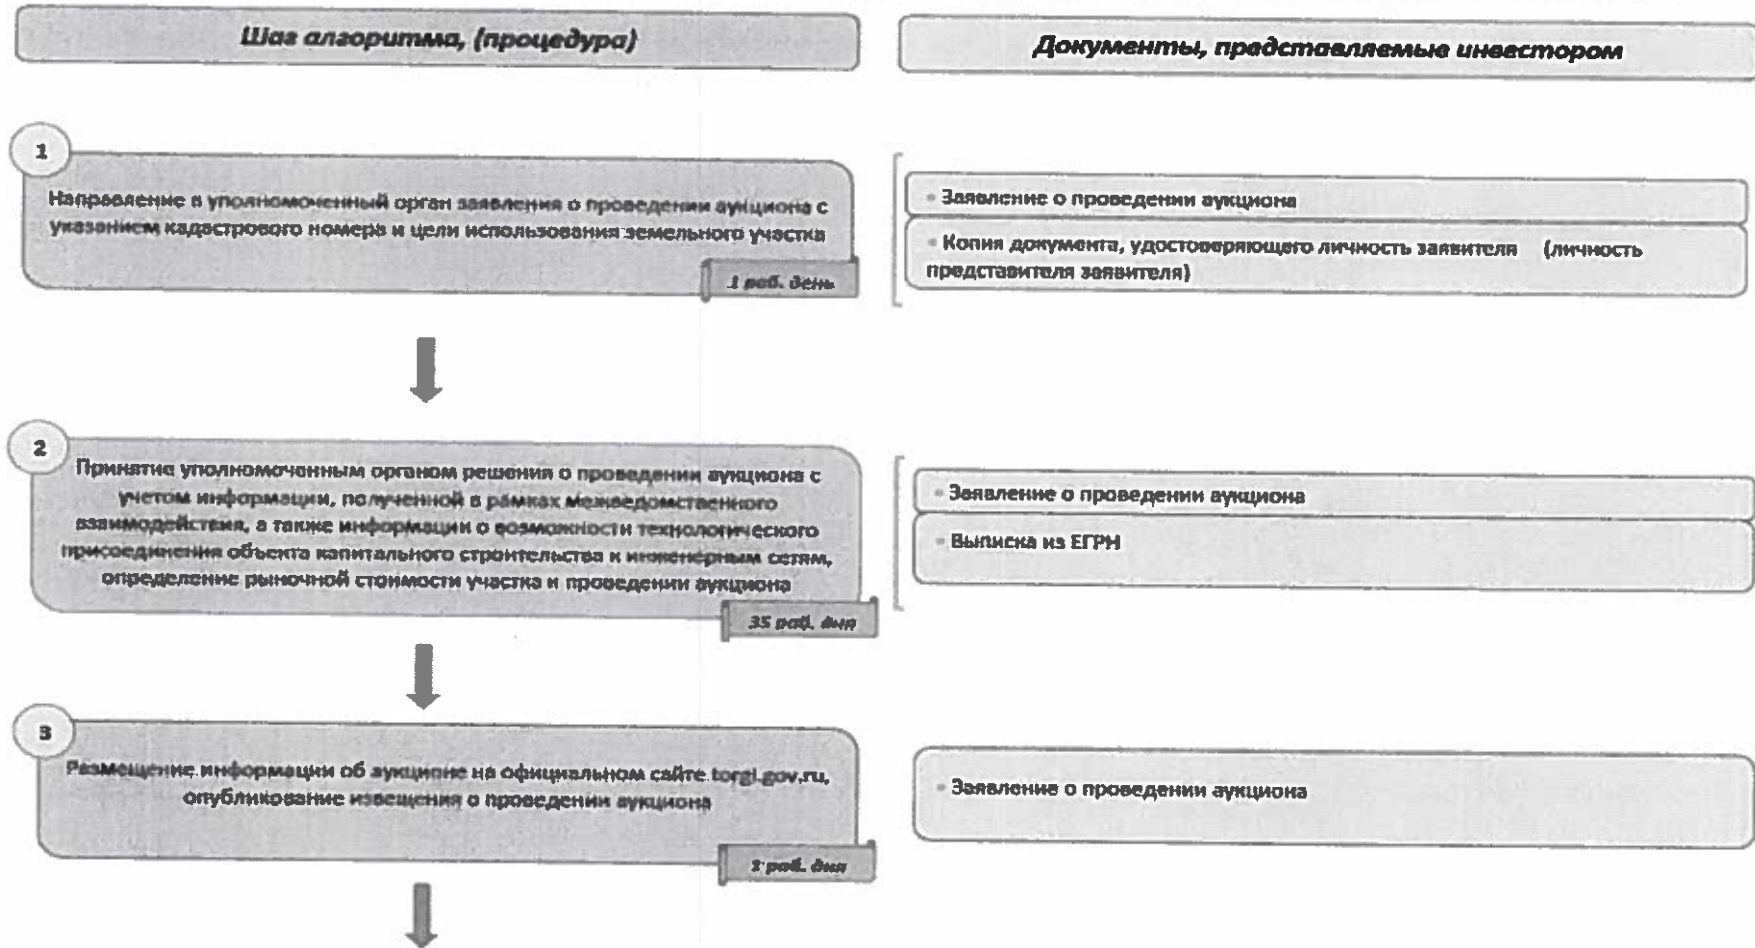 Шаг алгоритма, (процедура)
Документы, представляемые инвестором
1
Направление в уполномоченный орган заявления о проведении аукциона с
указанием кадастрового номера и цели использования земельного участка
1 раб. день
Заявление о проведении аукциона
Копия документа, удостоверяющего личность заявителя (личность
представителя заявителя)
2
Принятие уполномоченным органом решения о проведении аукциона с
учетом информации, полученной в рамках межведомственного
взаимодействия, а также информации о возможности технологического
присоединения объекта капитального строительства к инженерным сетям,
определение рыночной стоимости участка и проведении аукциона
35 раб. дня
Заявление о проведении аукциона
Выписка из ЕГРН
3
Размещение информации об аукционе на официальном сайте torgi.gov.ru,
опубликование извещения о проведении аукциона
раб. дня
Заявление о проведении аукциона